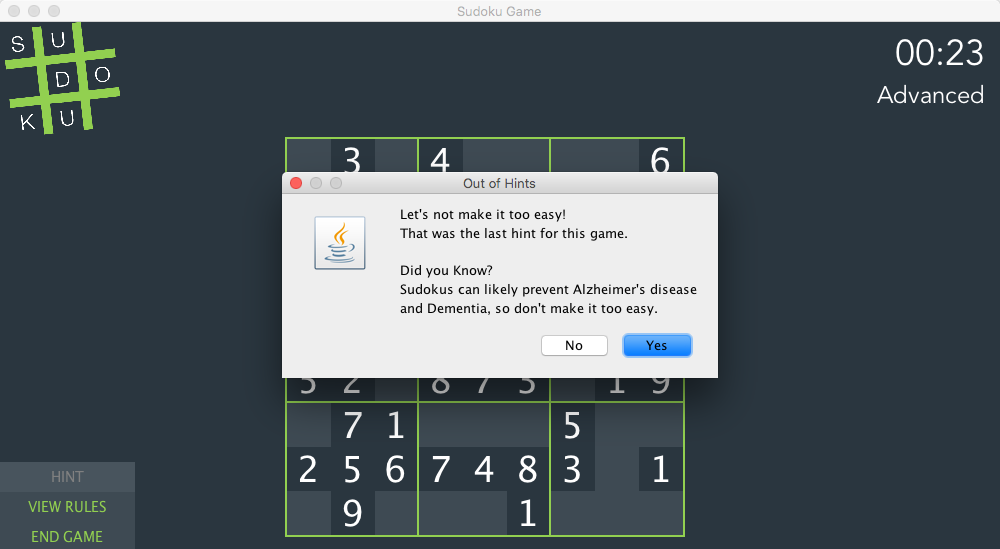 Sudoku Game
S U
D O
K U
00:23
Advanced
3 4 6
Out of Hints
Let's not make it too easy!
That was the last hint for this game.
Did you Know?
Sudokus can likely prevent Alzheimer's disease
and Dementia, so don't make it too easy.
No Yes
2 8 7 1 9
7 1 5
2 5 6 7 4 8 3 1
9 1
HINT
VIEW RULES
END GAME